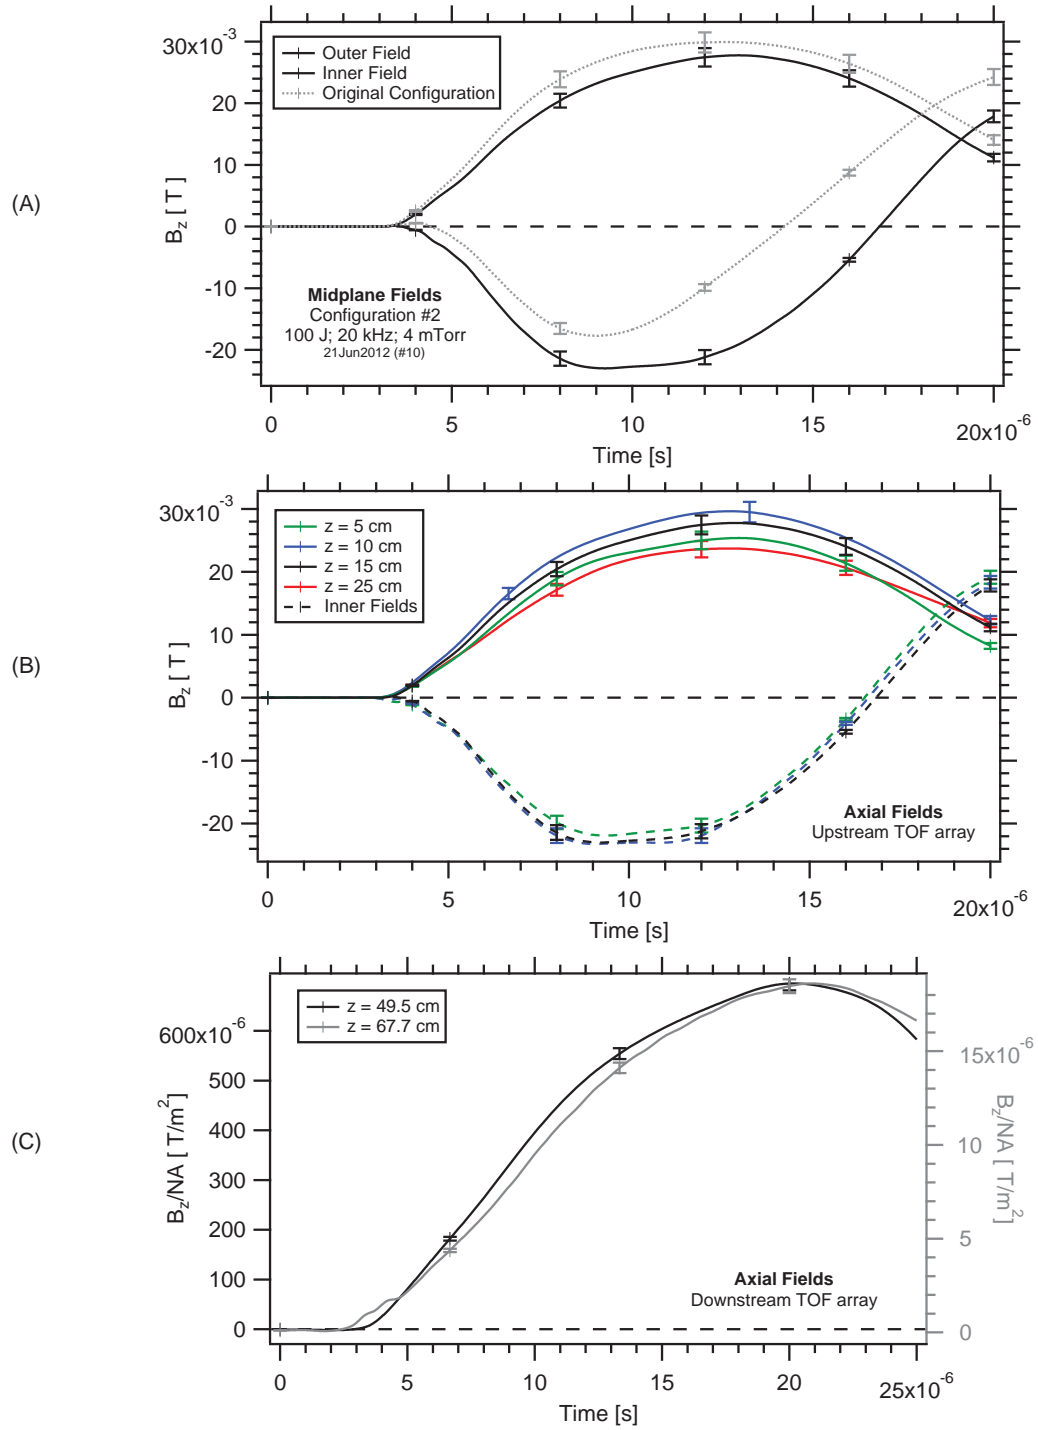 (A)
30x10-3
20
10
0
-10
-20
Bz [ T ]
Outer Field
Inner Field
Original Configuration
Midplane Fields
Configuration #2
100 J; 20 kHz; 4 mTorr
21Jun2012 (#10)
0
5
10
15
20x10-6
Time [s]
(B)
30x10-3
20
10
0
-10
-20
Bz [ T ]
z = 5 cm
z = 10 cm
z = 15 cm
z = 25 cm
Inner Fields
Axial Fields
Upstream TOF array
0
5
10
15
20x10-6
Time [s]
(C)
600x10-6
500
400
300
200
100
0
Bz/NA [ T/m2]
z = 49.5 cm
z = 67.7 cm
15x10-6
10
5
0
Bz/NA [ T/m2]
Axial Fields
Downstream TOF array
0
5
10
15
20
25x10-6
Time [s]